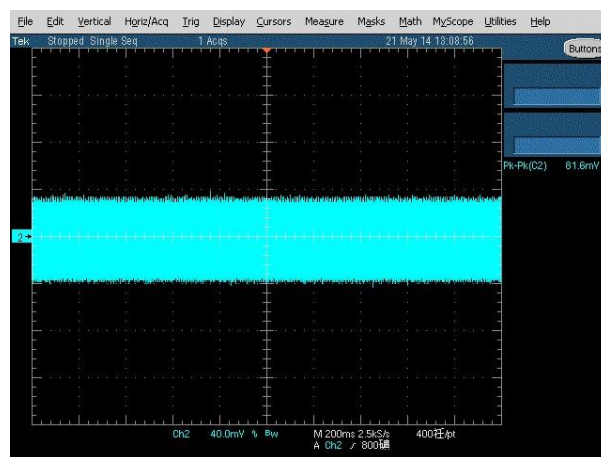 File Edit Vertical Horiz/Acq Trig Display Cursors Measure Masks Math MyScope Utilities Help
Tek Stopped Single Seq 1 Acqs 21 May 14 13:08:56
Buttons
Pk-Pk(C2) 81.6mV
2
Ch2 40.0mV % Bw M 200ms 2.5kS/s 400 /pt
A Ch2 / 800